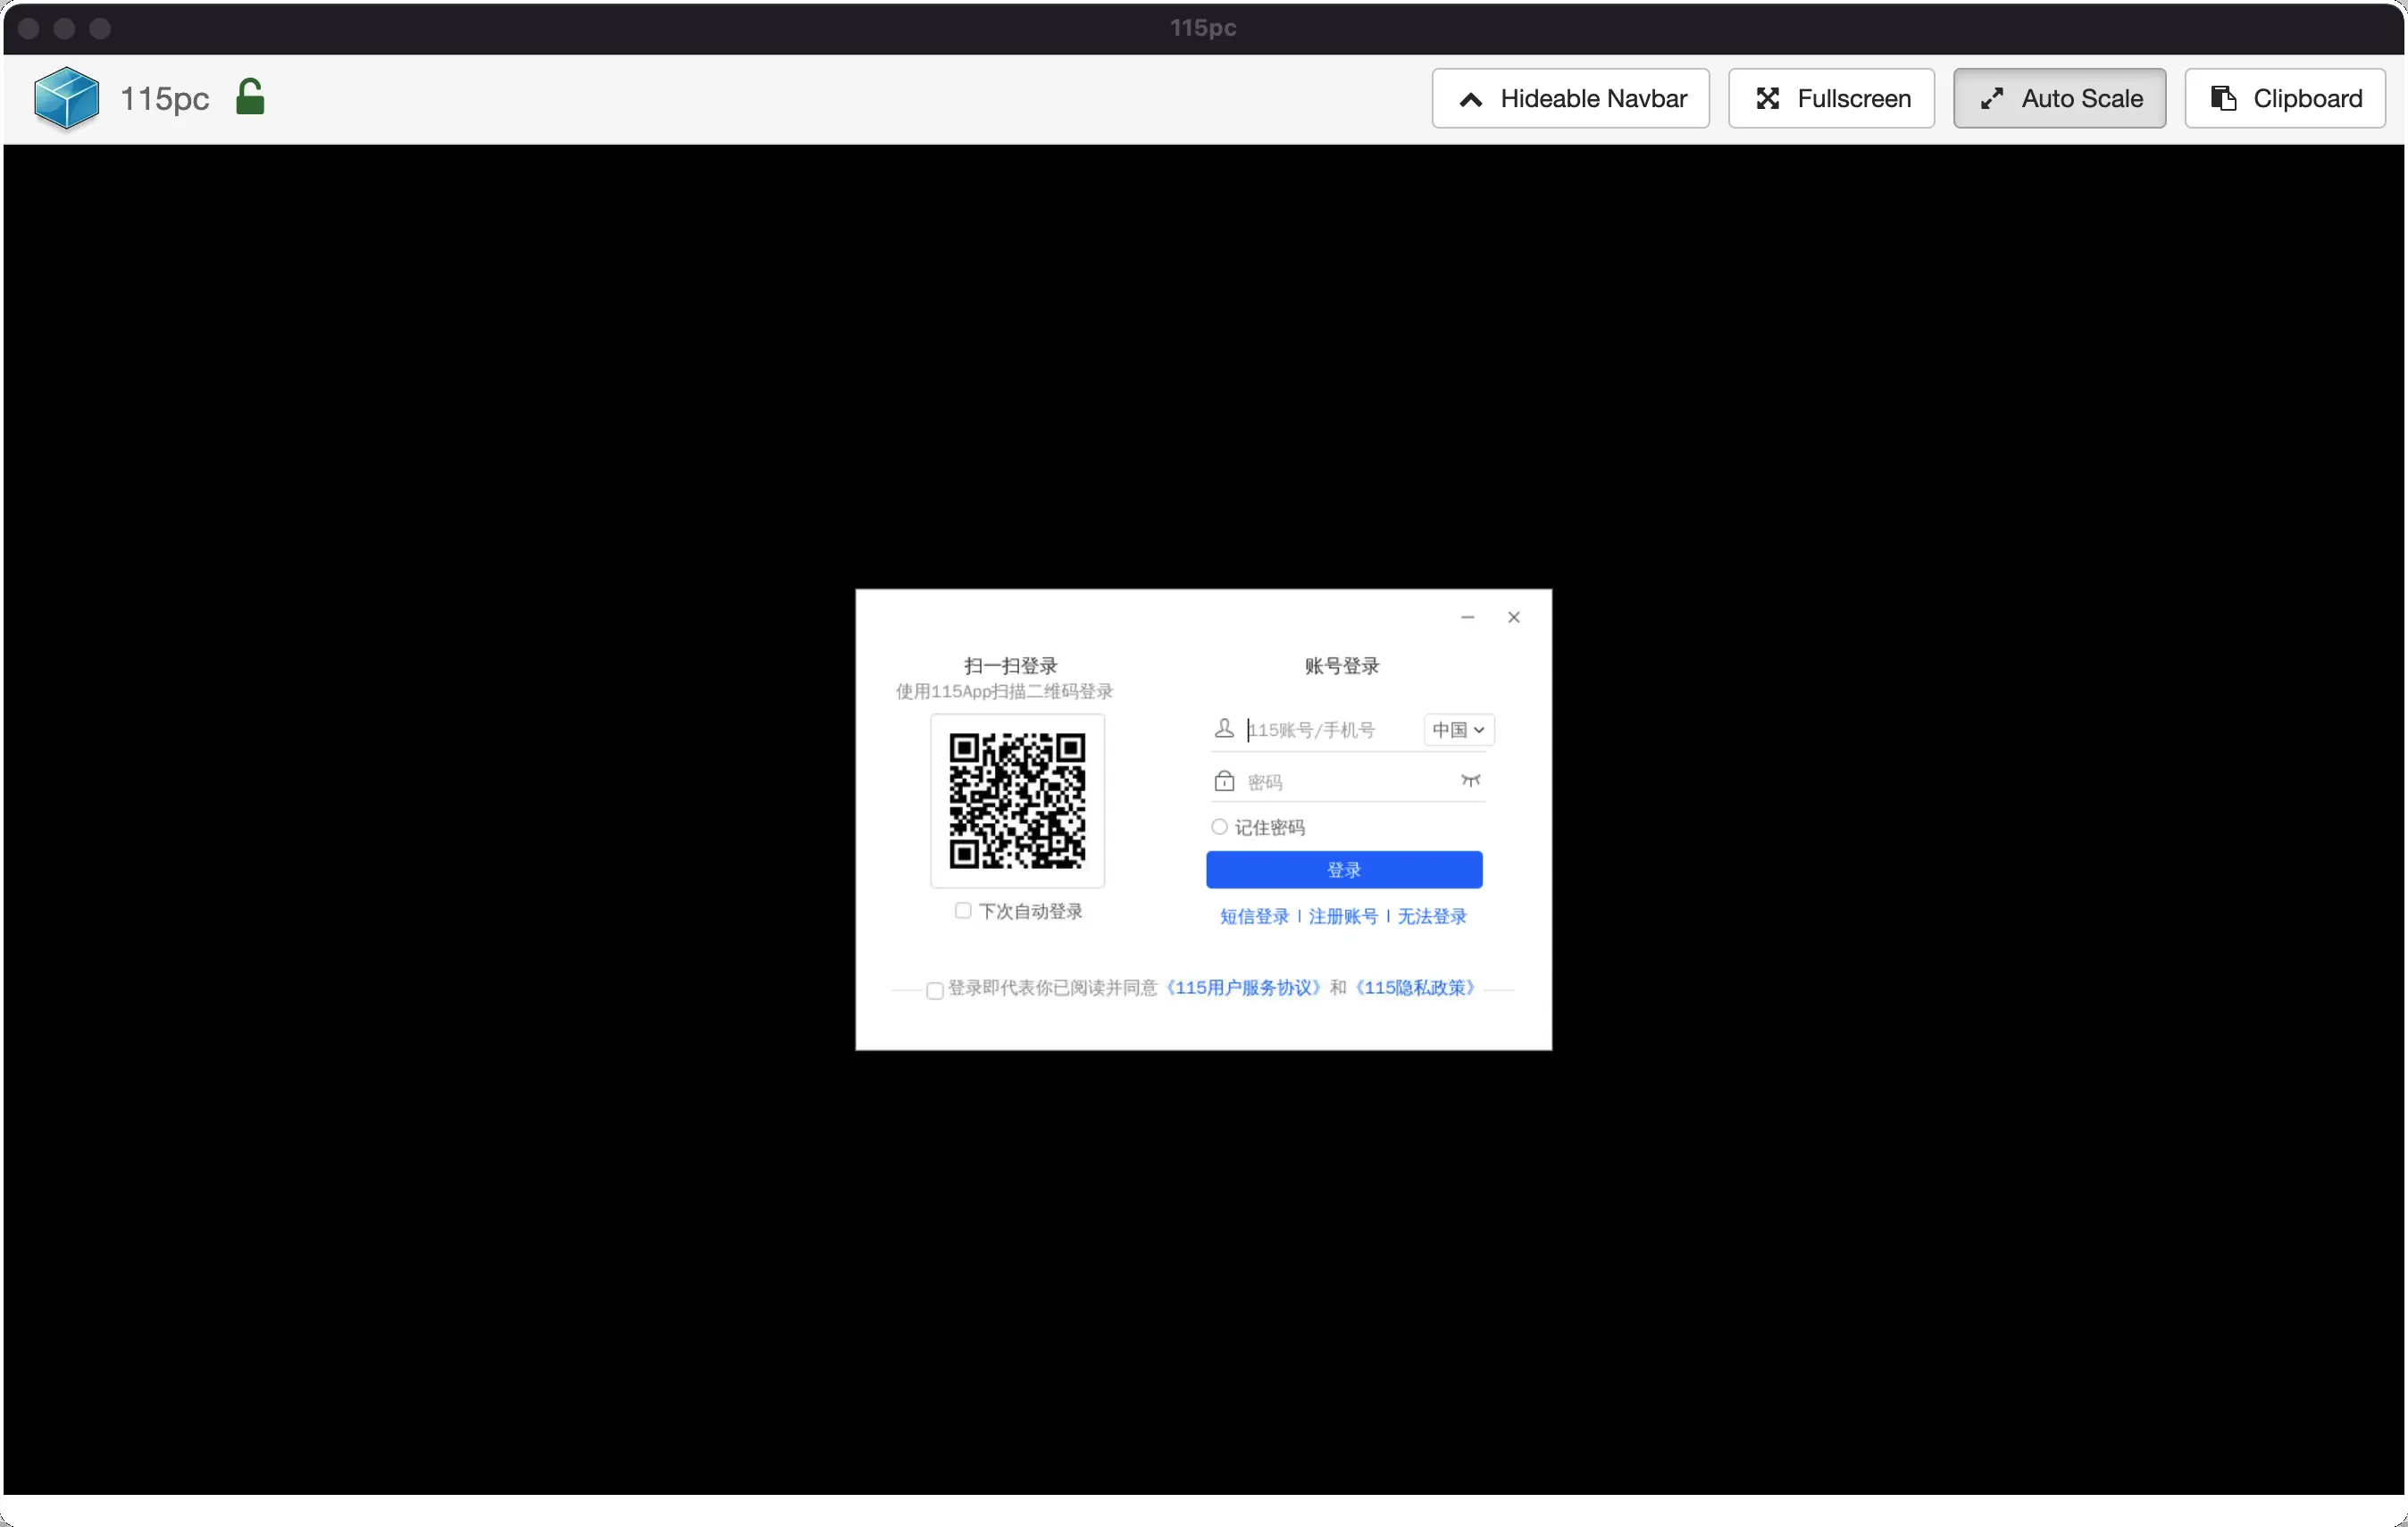 115pc
115pc
Hideable Navbar
Fullscreen
Auto Scale
Clipboard
扫一扫登录
使用115App扫描二维码登录
下次自动登录
账号登录
115账号/手机号
中国
密码
记住密码
登录
短信登录 | 注册账号 | 无法登录
登录即代表你已阅读并同意《115用户服务协议》和《115隐私政策》